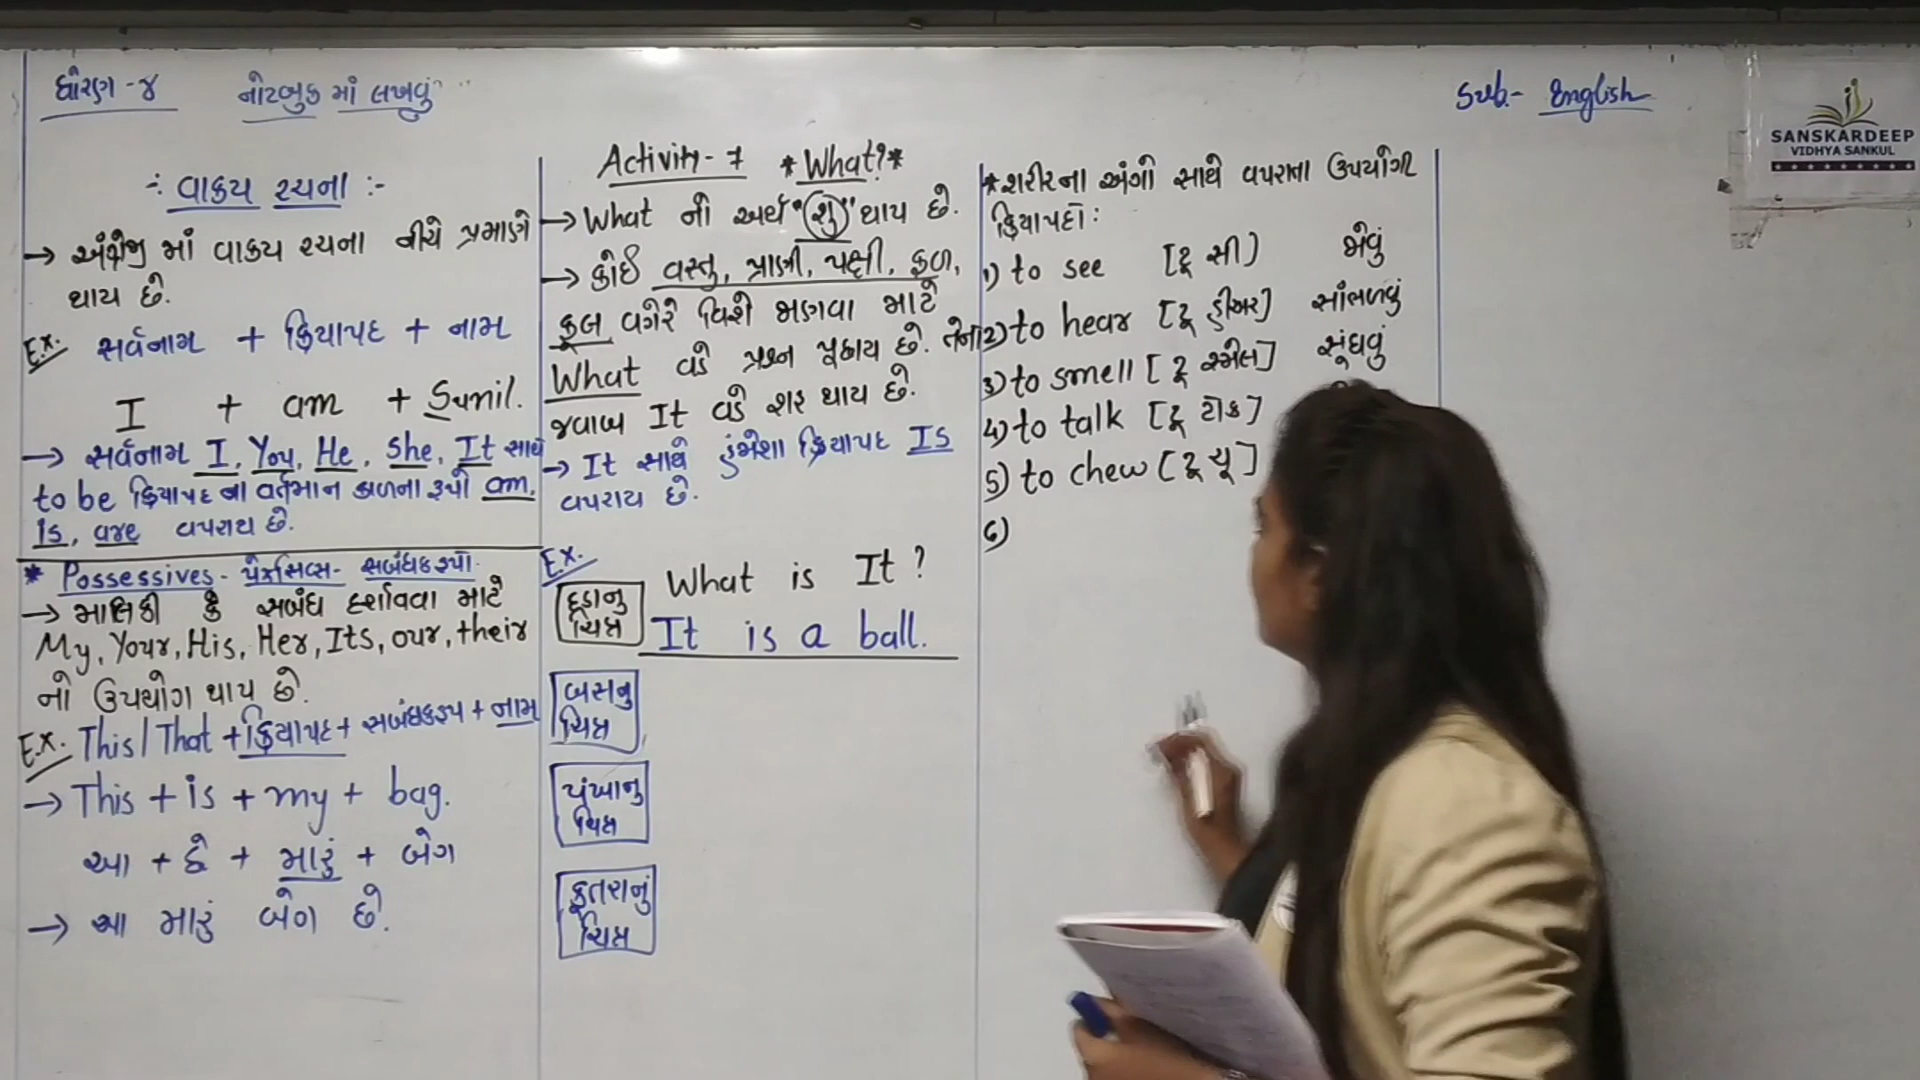 ધોરણ - ૪
નોટબુક માં લખવું
Sub.- English
SANSKARDEEP
VIDHYA SANKUL
-: વાક્ય રચના :-
→ અંગ્રેજી માં વાક્ય રચના નીચે પ્રમાણે
થાય છે.
Ex. સર્વનામ + ક્રિયાપદ + નામ
I + am + Sunil.
→ સર્વનામ I, You, He, She, It સાથે
to be ક્રિયાપદ ના વર્તમાન કાળના રૂપો am,
is, are વપરાય છે.
* Possessives - પઝેસિવ્સ - સબંધક રૂપો.
→ માલિકી કે સબંધ દર્શાવવા માટે
My, Your, His, Her, Its, our, their
નો ઉપયોગ થાય છે.
Ex. This/That + ક્રિયાપદ + સબંધકરૂપ + નામ
→ This + is + my + bag.
આ + છે + મારું + બેગ
→ આ મારું બેગ છે.
Activity - 7 *What?*
→ What નો અર્થ "શુ" થાય છે.
→ કોઈ વસ્તુ, પ્રાણી, પક્ષી, ફળ,
ફૂલ વગેરે વિશે જાણવા માટે
What વડે પ્રશ્ન પૂછાય છે. તેના
જવાબ It વડે શરૂ થાય છે.
→ It સાથે હંમેશા ક્રિયાપદ Is
વપરાય છે.
Ex.
દડાનુ
ચિત્ર
What is It?
It is a ball.
બસનુ
ચિત્ર
પંખાનુ
ચિત્ર
કૂતરાનું
ચિત્ર
*શરીરના અંગો સાથે વપરાતા ઉપયોગી
ક્રિયાપદો:
1) to see [ટૂ સી] જોવું
2) to hear [ટૂ હીઅર] સાંભળવું
3) to smell [ટૂ સ્મેલ] સૂંઘવું
4) to talk [ટૂ ટોક]
5) to chew [ટૂ ચૂ]
6)